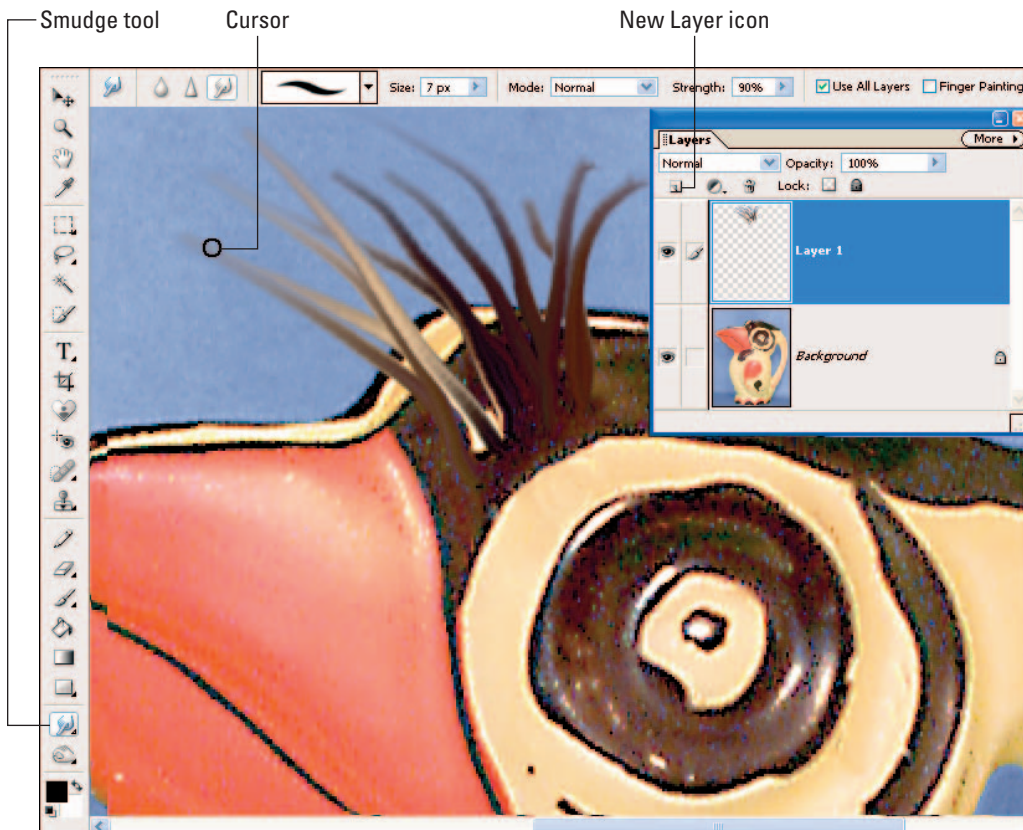 Smudge tool Cursor New Layer icon
Size: 7 px Mode: Normal Strength: 90% Use All Layers Finger Painting
Layers More
Normal Opacity: 100%
Lock:
Layer 1
Background
T